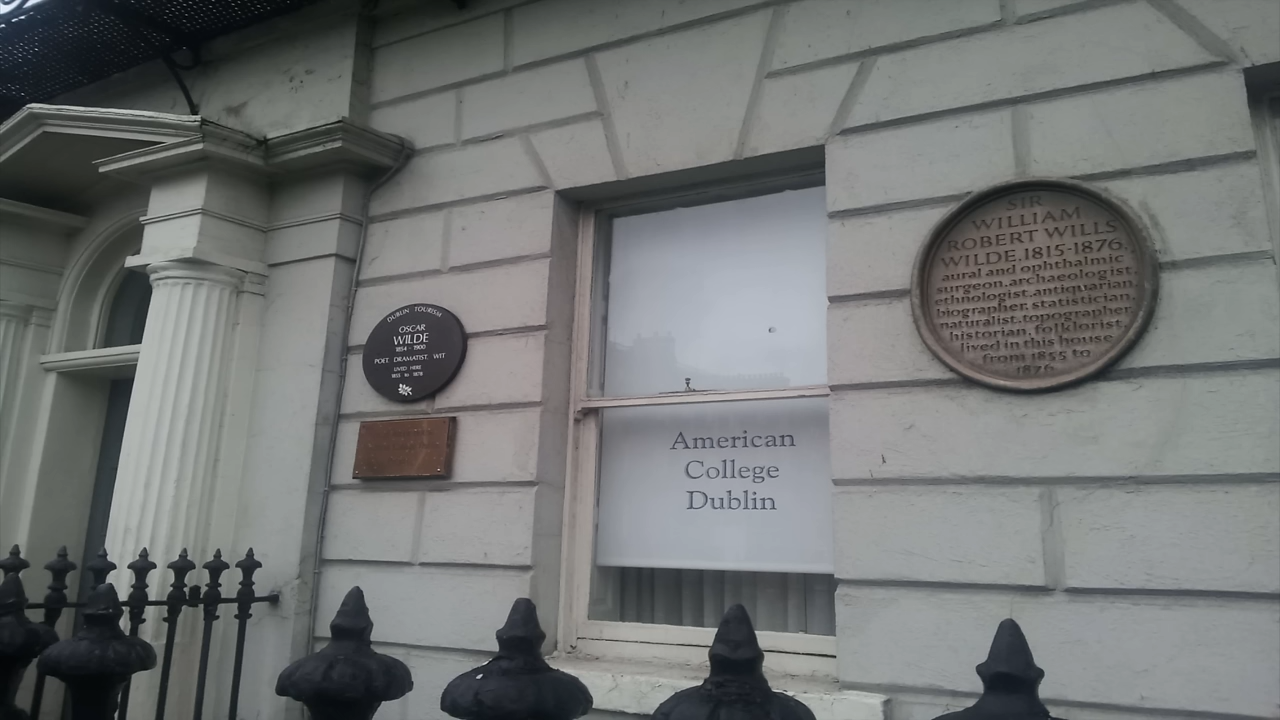 DUBLIN TOURISM
OSCAR
WILDE
1854 - 1900
POET. DRAMATIST. WIT
LIVED HERE
1855 to 1878
American
College
Dublin
SIR
WILLIAM
ROBERT WILLS
WILDE, 1815-1876,
aural and ophthalmic
surgeon.archaeologist.
ethnologist.antiquarian
biographer.statistician
naturalist.topographer
historian, folklorist,
lived in this house
from 1855 to
1876